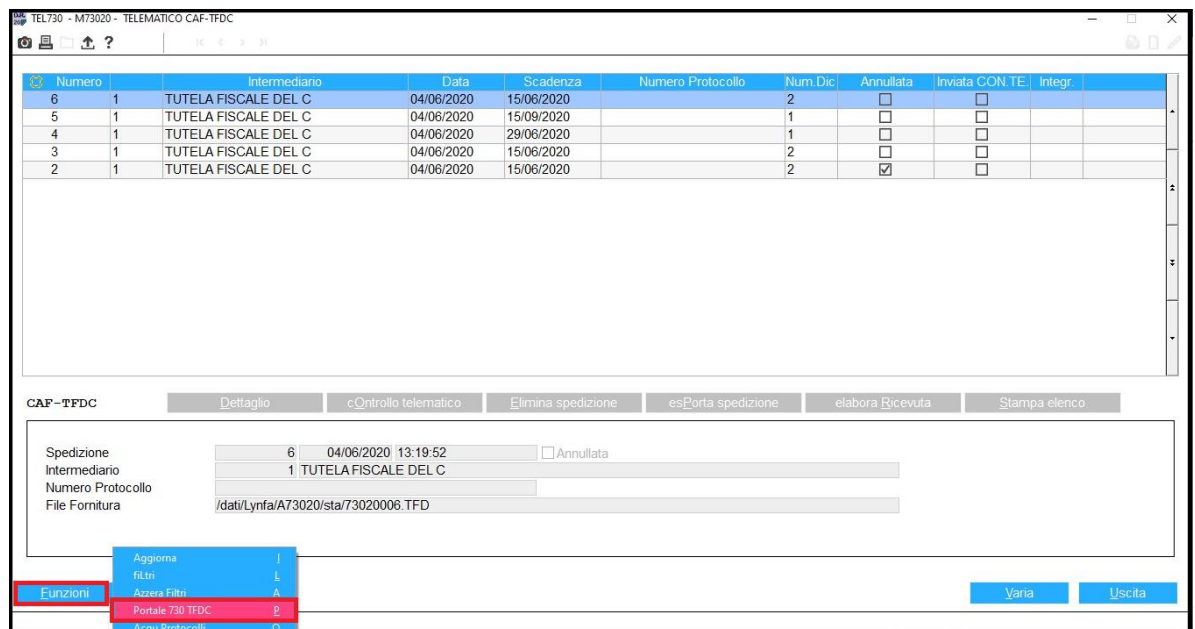 TEL730 - M73020 - TELEMATICO CAF-TFDC
Numero Intermediario Data Scadenza Numero Protocollo Num.Dic Annullata Inviata CON.TE. Integr.
6 1 TUTELA FISCALE DEL C 04/06/2020 15/06/2020 2
5 1 TUTELA FISCALE DEL C 04/06/2020 15/09/2020 1
4 1 TUTELA FISCALE DEL C 04/06/2020 29/06/2020 1
3 1 TUTELA FISCALE DEL C 04/06/2020 15/06/2020 2
2 1 TUTELA FISCALE DEL C 04/06/2020 15/06/2020 2
CAF-TFDC Dettaglio cOntrollo telematico Elimina spedizione esPorta spedizione elabora Ricevuta Stampa elenco
Spedizione 6 04/06/2020 13:19:52 Annullata
Intermediario 1 TUTELA FISCALE DEL C
Numero Protocollo
File Fornitura /dati/Lynfa/A73020/sta/73020006.TFD
Aggiorna I
fiLtri L
Funzioni Azzera Filtri A Varia Uscita
Portale 730 TFDC P
Acqu Protocolli Q